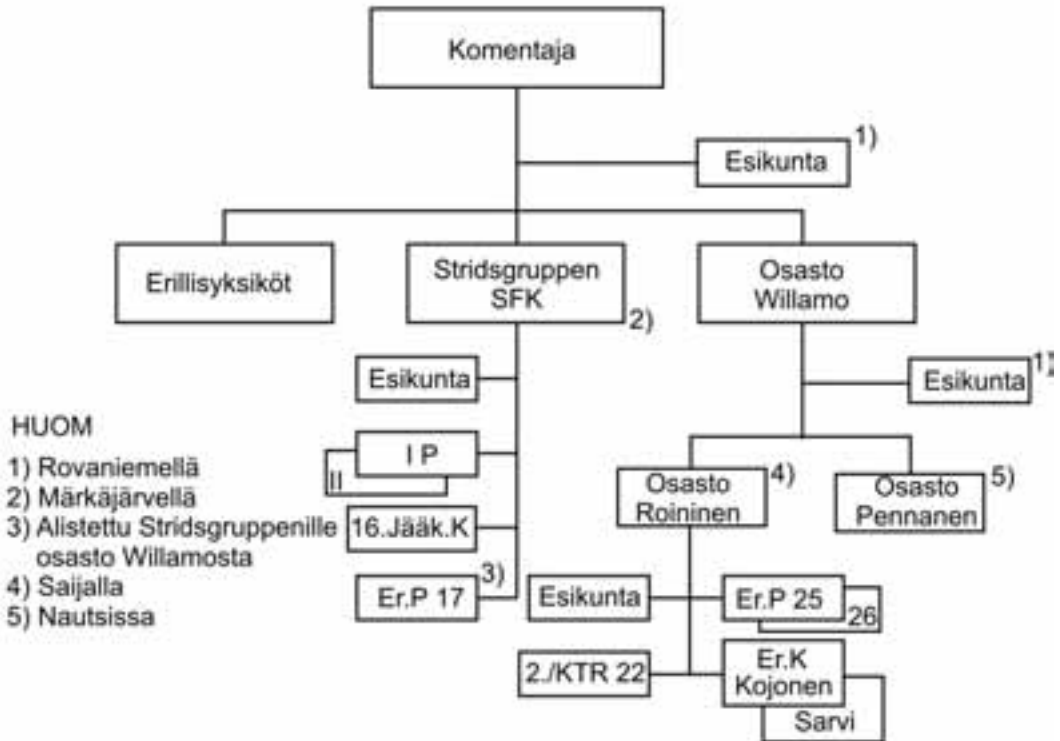 Komentaja
Esikunta 1)
Erillisyksiköt
Stridsgruppen
SFK 2)
Osasto
Willamo
Esikunta
Esikunta 1)
I P
II
16.Jääk.K
Er.P 17 3)
Osasto
Roininen 4)
Osasto
Pennanen 5)
Esikunta
Er.P 25
26
2./KTR 22
Er.K
Kojonen
Sarvi
HUOM
1) Rovaniemellä
2) Märkäjärvellä
3) Alistettu Stridsgruppenille
osasto Willamosta
4) Saijalla
5) Nautsissa